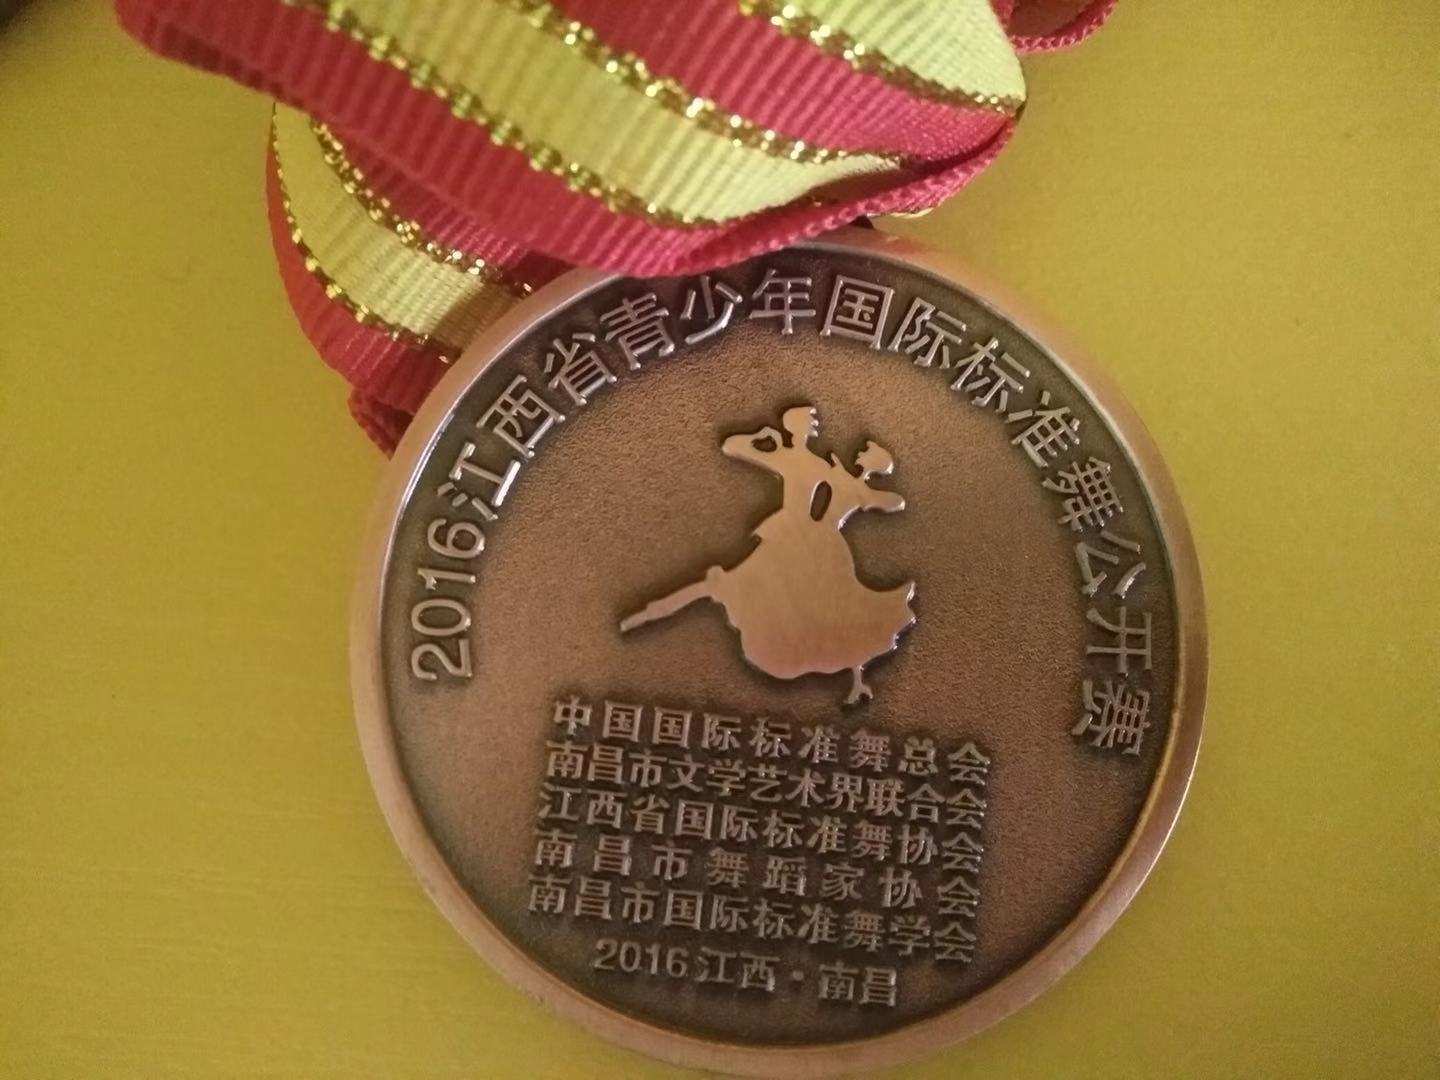 2016江西省青少年国际标准舞公开赛
中国国际标准舞总会
南昌市文学艺术界联合会
江西省国际标准舞协会
南昌市舞蹈家协会
南昌市国际标准舞学会
2016江西·南昌